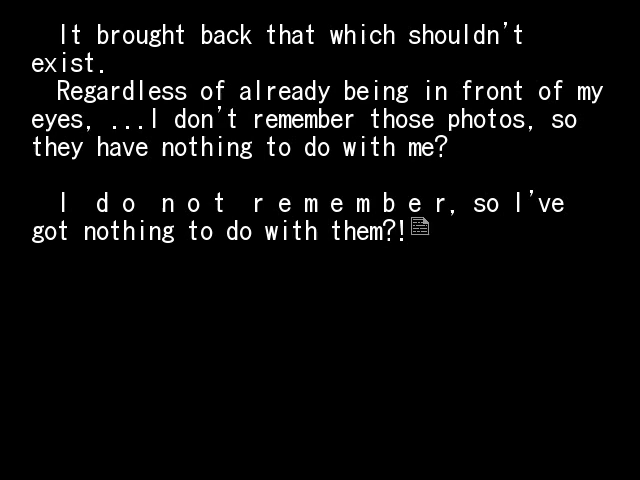 It brought back that which shouldn't
exist.
Regardless of already being in front of my
eyes, ...I don't remember those photos, so
they have nothing to do with me?
I  d o  n o t  r e m e m b e r, so I've
got nothing to do with them?!